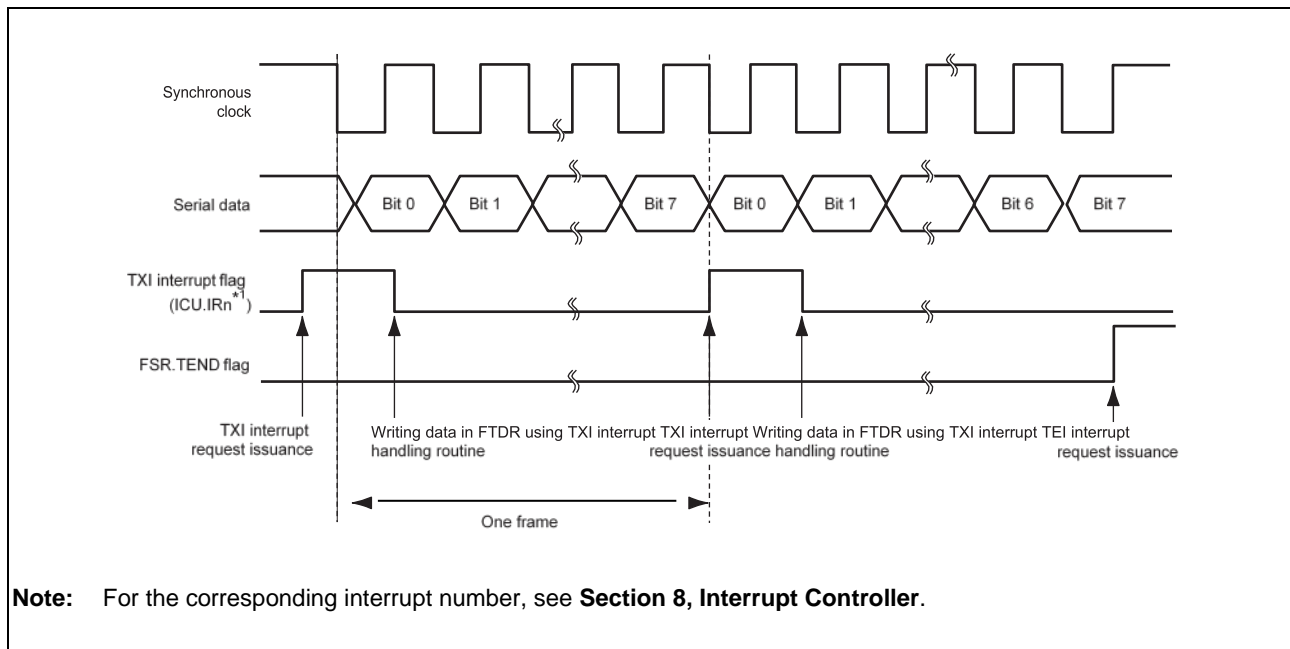 Synchronous
clock
Serial data
Bit 0
Bit 1
Bit 7
Bit 0
Bit 1
Bit 6
Bit 7
TXI interrupt flag
(ICU.IRn*1)
FSR.TEND flag
TXI interrupt
request issuance
Writing data in FTDR using TXI interrupt
handling routine
TXI interrupt
request issuance
Writing data in FTDR using TXI interrupt
handling routine
TEI interrupt
request issuance
One frame
Note: For the corresponding interrupt number, see Section 8, Interrupt Controller.